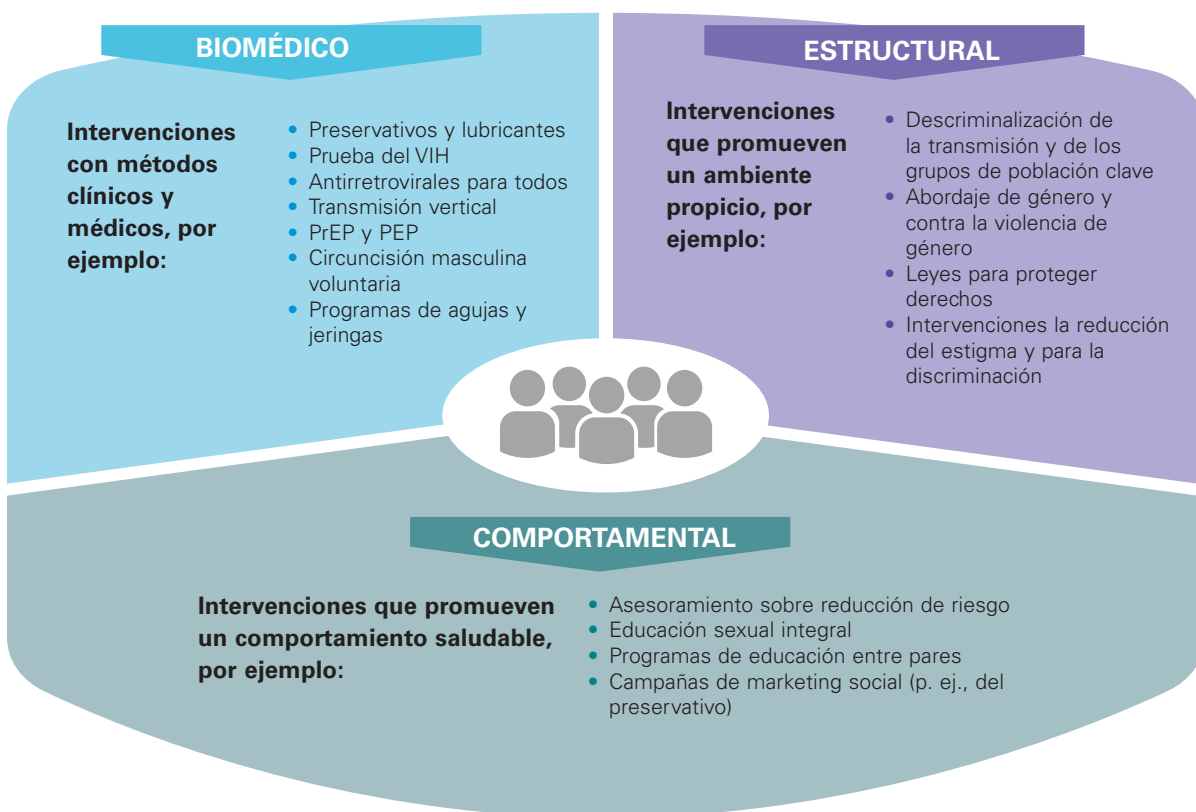 BIOMÉDICO
Intervenciones
con métodos
clínicos y
médicos, por
ejemplo:
• Preservativos y lubricantes
• Prueba del VIH
• Antirretrovirales para todos
• Transmisión vertical
• PrEP y PEP
• Circuncisión masculina
voluntaria
• Programas de agujas y
jeringas
ESTRUCTURAL
Intervenciones
que promueven
un ambiente
propicio, por
ejemplo:
• Descriminalización de
la transmisión y de los
grupos de población clave
• Abordaje de género y
contra la violencia de
género
• Leyes para proteger
derechos
• Intervenciones la reducción
del estigma y para la
discriminación
COMPORTAMENTAL
Intervenciones que promueven
un comportamiento saludable,
por ejemplo:
• Asesoramiento sobre reducción de riesgo
• Educación sexual integral
• Programas de educación entre pares
• Campañas de marketing social (p. ej., del
preservativo)